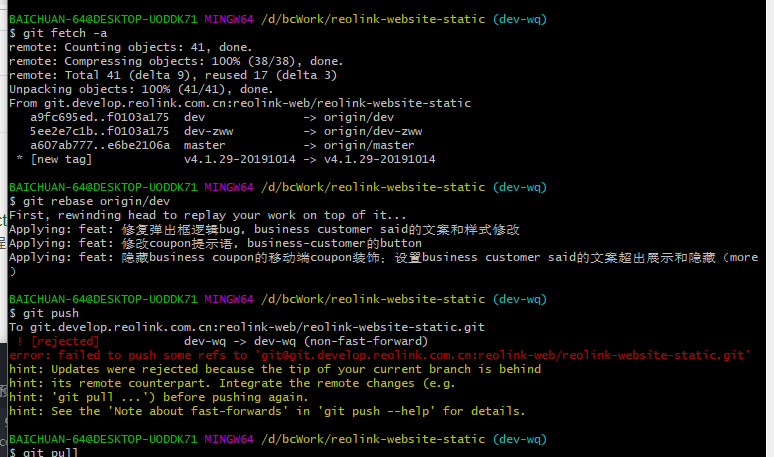 BAICHUAN-64@DESKTOP-UODDK71 MINGW64 /d/bcWork/reolink-website-static (dev-wq)
$ git fetch -a
remote: Counting objects: 41, done.
remote: Compressing objects: 100% (38/38), done.
remote: Total 41 (delta 9), reused 17 (delta 3)
Unpacking objects: 100% (41/41), done.
From git.develop.reolink.com.cn:reolink-web/reolink-website-static
a9fc695ed..f0103a175 dev -> origin/dev
5ee2e7c1b..f0103a175 dev-zww -> origin/dev-zww
a607ab777..e6be2106a master -> origin/master
* [new tag] v4.1.29-20191014 -> v4.1.29-20191014
BAICHUAN-64@DESKTOP-UODDK71 MINGW64 /d/bcWork/reolink-website-static (dev-wq)
$ git rebase origin/dev
First, rewinding head to replay your work on top of it...
Applying: feat: 修复弹出框逻辑bug, business customer said的文案和样式修改
Applying: feat: 修改coupon提示语, business-customer的button
Applying: feat: 隐藏business coupon的移动端coupon装饰; 设置business customer said的文案超出展示和隐藏（more
）
BAICHUAN-64@DESKTOP-UODDK71 MINGW64 /d/bcWork/reolink-website-static (dev-wq)
$ git push
To git.develop.reolink.com.cn:reolink-web/reolink-website-static.git
! [rejected] dev-wq -> dev-wq (non-fast-forward)
error: failed to push some refs to 'git@git.develop.reolink.com.cn:reolink-web/reolink-website-static.git'
hint: Updates were rejected because the tip of your current branch is behind
hint: its remote counterpart. Integrate the remote changes (e.g.
hint: 'git pull ...') before pushing again.
hint: See the 'Note about fast-forwards' in 'git push --help' for details.
BAICHUAN-64@DESKTOP-UODDK71 MINGW64 /d/bcWork/reolink-website-static (dev-wq)
$ git pull